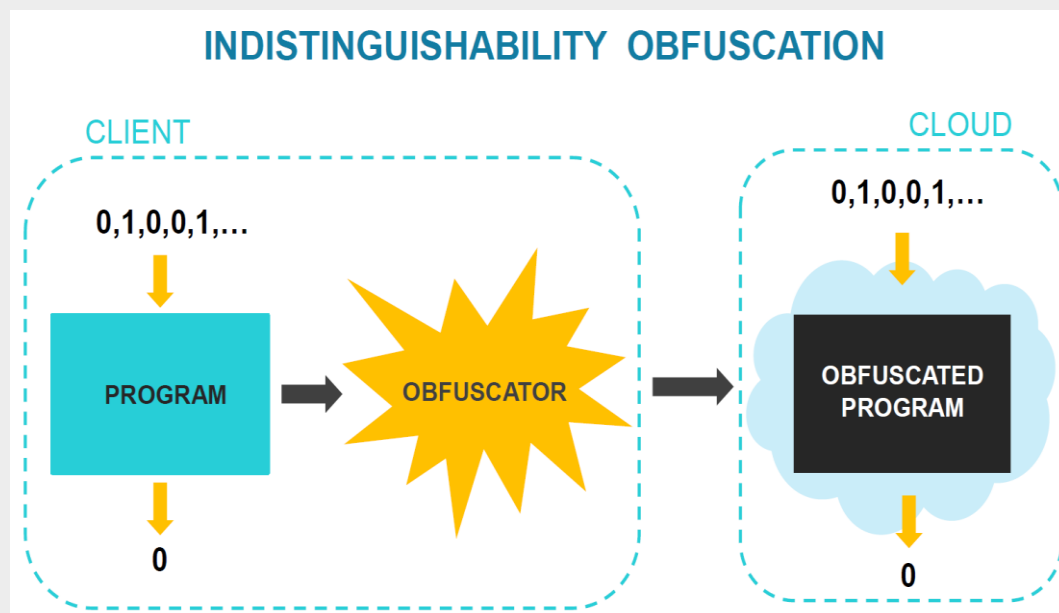 INDISTINGUISHABILITY OBFUSCATION
CLIENT
CLOUD
0,1,0,0,1,...
0,1,0,0,1,...
PROGRAM
OBFUSCATOR
OBFUSCATED
PROGRAM
0
0